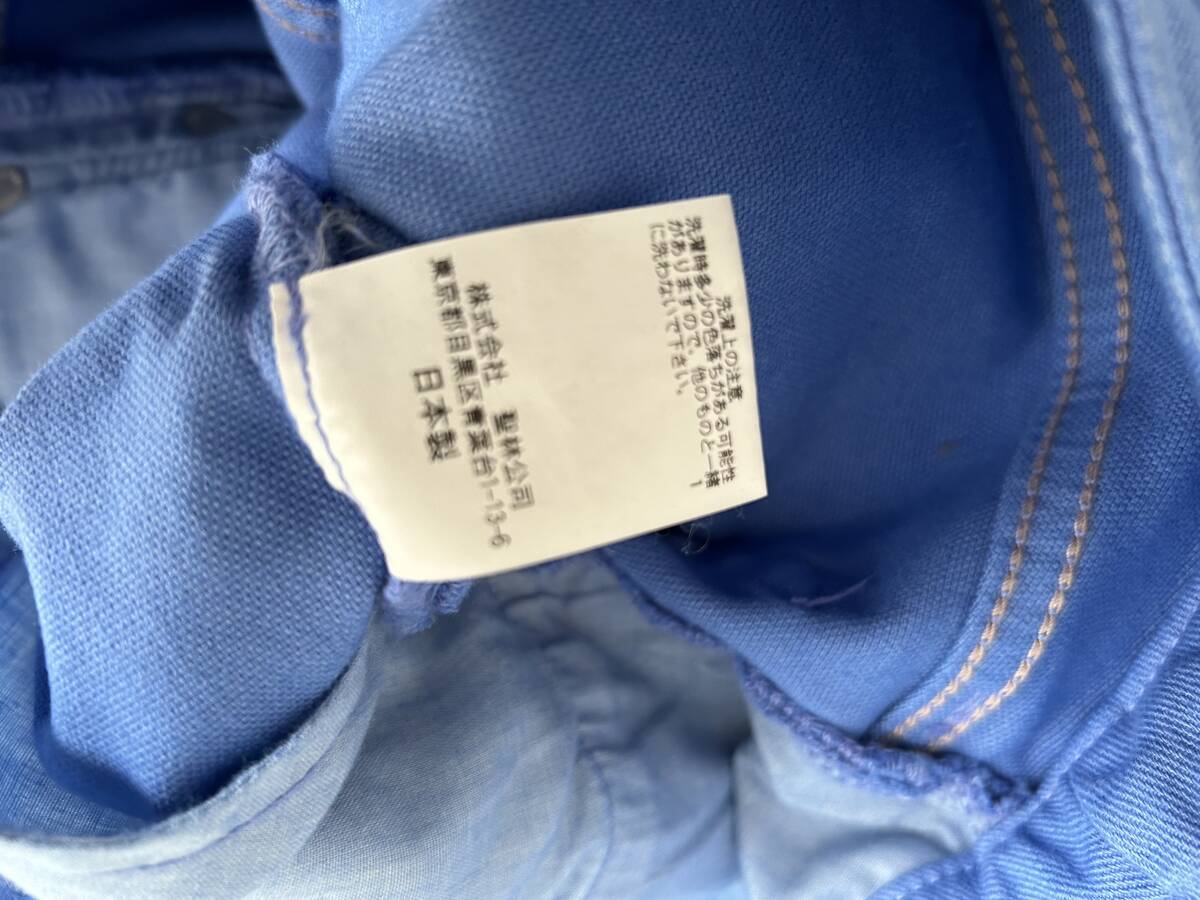 洗濯上の注意
洗濯時多少の色落ちがある可能性
がありますので、他のものと一緒
に洗わないで下さい。
1
株式会社 聖林公司
東京都目黒区青葉台1-13-6
日本製